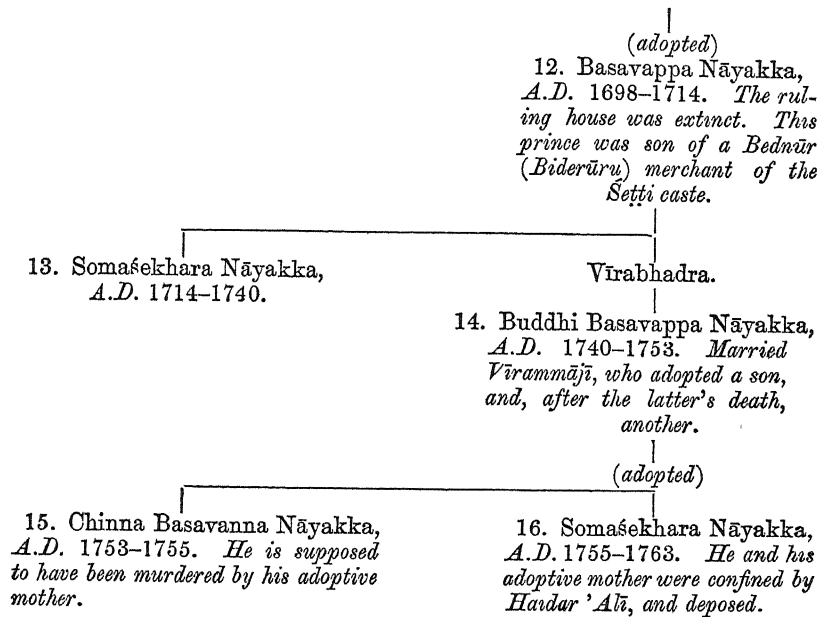 (adopted)
12. Basavappa Nāyakka,
A.D. 1698–1714. The rul-
ing house was extinct. This
prince was son of a Bednūr
(Biderūru) merchant of the
Śeṭṭi caste.
13. Somaśekhara Nāyakka,
A.D. 1714–1740.
Vīrabhadra.
14. Buddhi Basavappa Nāyakka,
A.D. 1740–1753. Married
Vīrammājī, who adopted a son,
and, after the latter's death,
another.
(adopted)
15. Chinna Basavanna Nāyakka,
A.D. 1753–1755. He is supposed
to have been murdered by his adoptive
mother.
16. Somaśekhara Nāyakka,
A.D. 1755–1763. He and his
adoptive mother were confined by
Haidar 'Alī, and deposed.